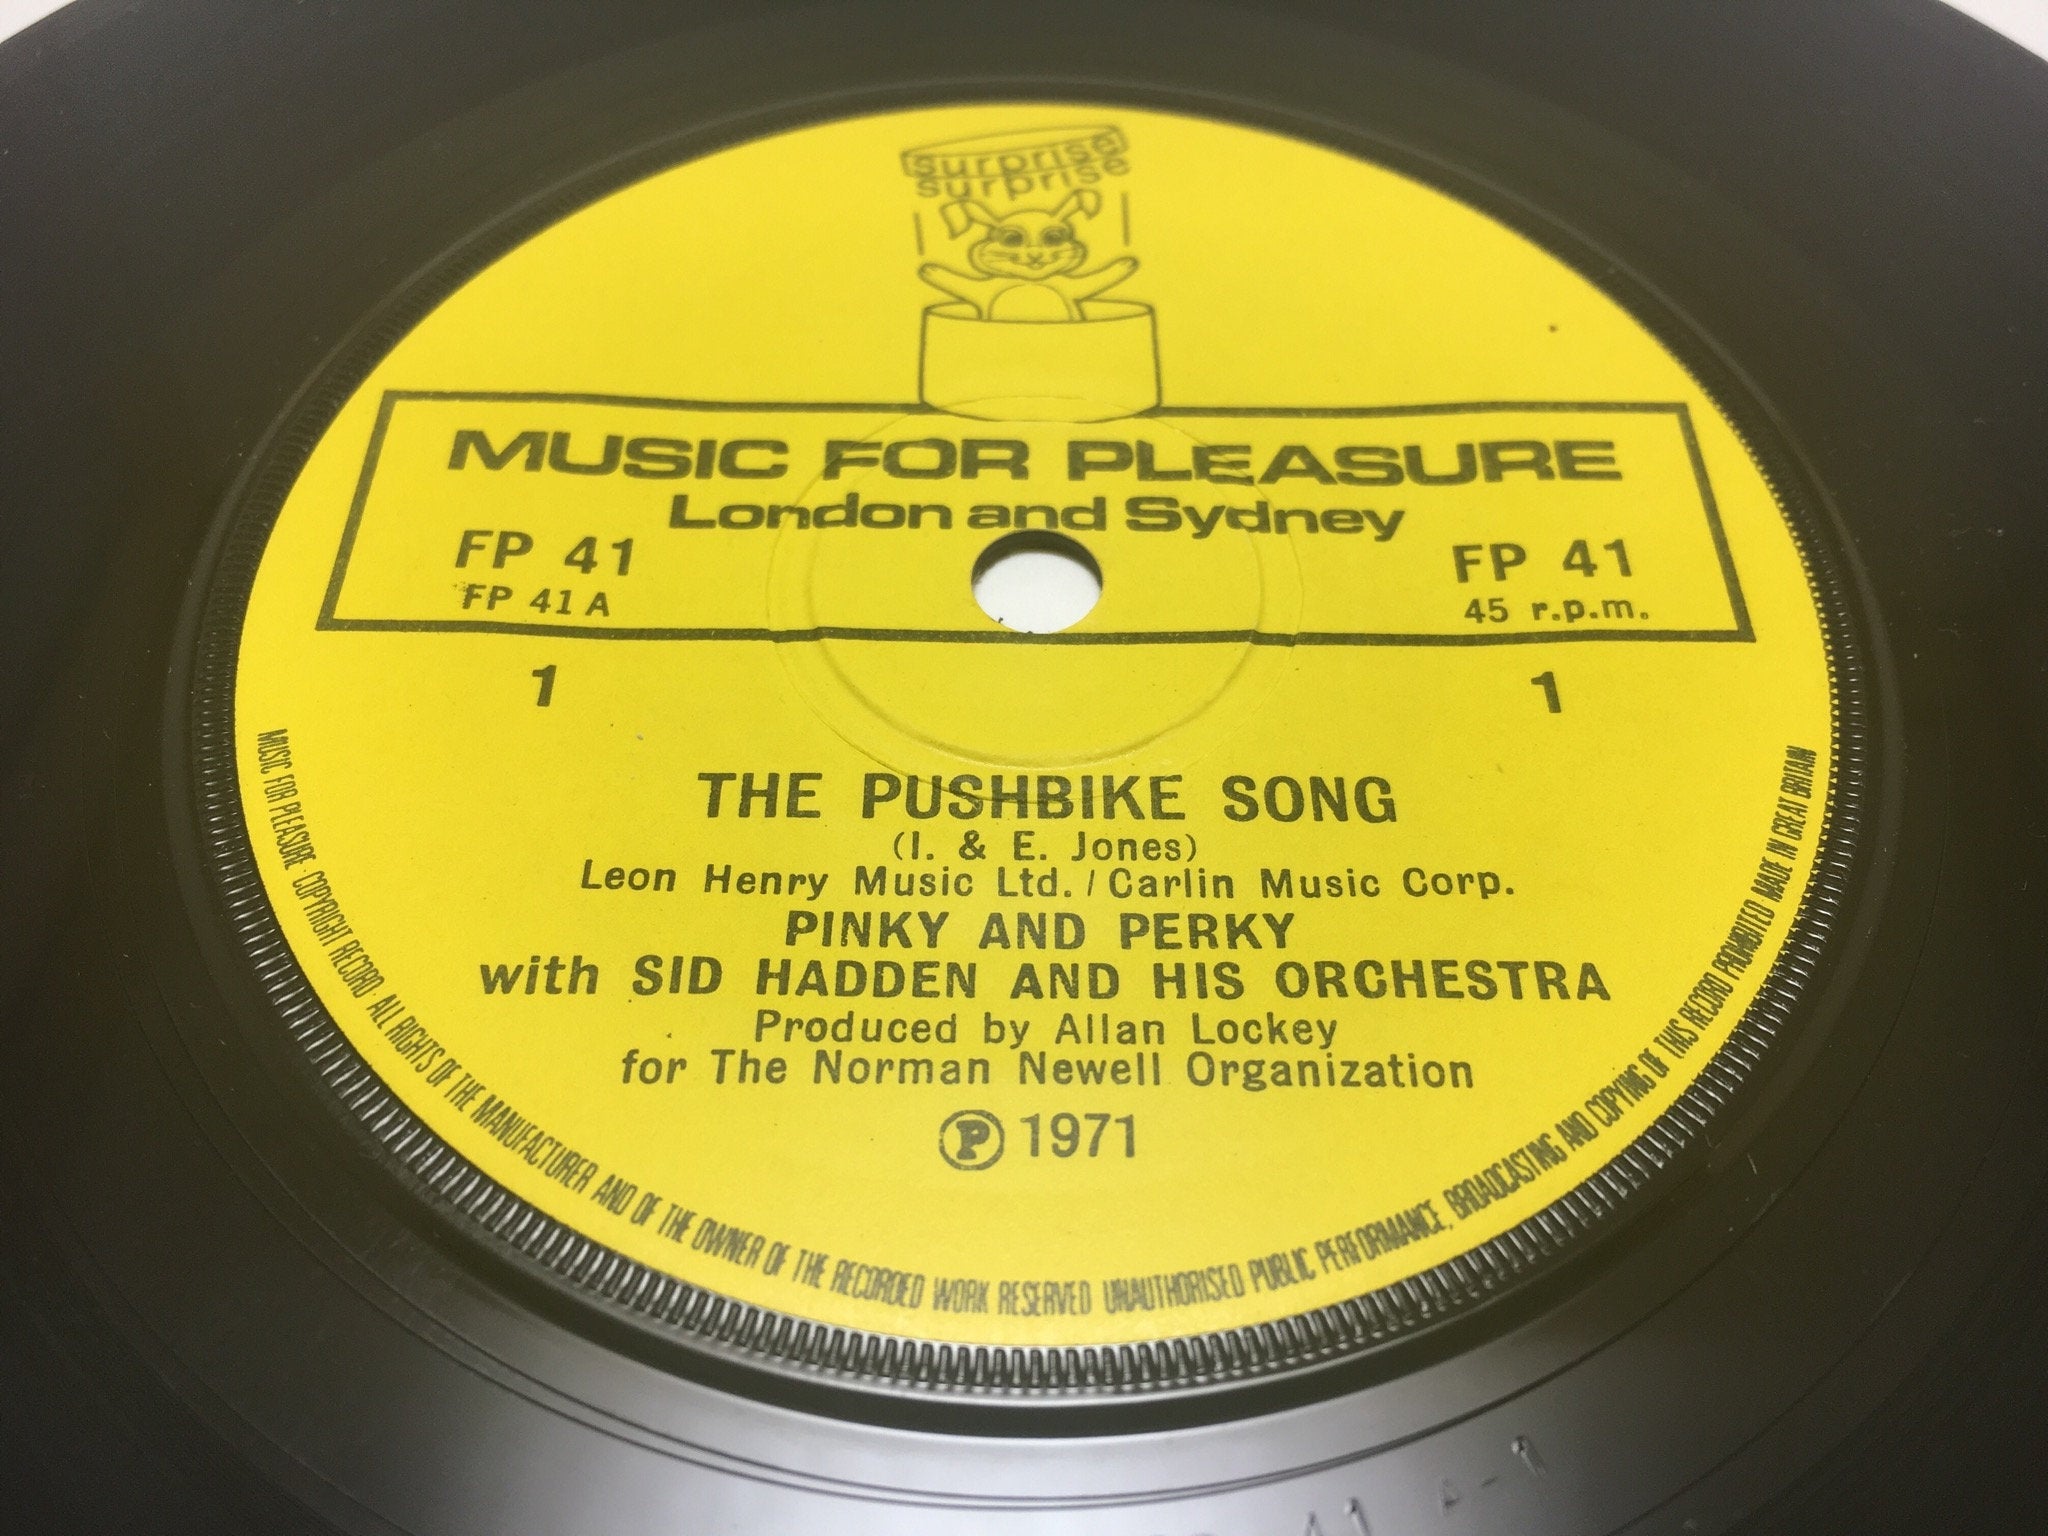 surprise
surprise
MUSIC FOR PLEASURE
London and Sydney
FP 41
FP 41 A
FP 41
45 r.p.m.
1
1
THE PUSHBIKE SONG
(I. & E. Jones)
Leon Henry Music Ltd. / Carlin Music Corp.
PINKY AND PERKY
with SID HADDEN AND HIS ORCHESTRA
Produced by Allan Lockey
for The Norman Newell Organization
Ⓟ 1971
MUSIC FOR PLEASURE · COPYRIGHT RECORD · ALL RIGHTS OF THE MANUFACTURER AND OF THE OWNER OF THE RECORDED WORK RESERVED UNAUTHORISED PUBLIC PERFORMANCE, BROADCASTING AND COPYING OF THIS RECORD PROHIBITED MADE IN GREAT BRITAIN
41 A-1